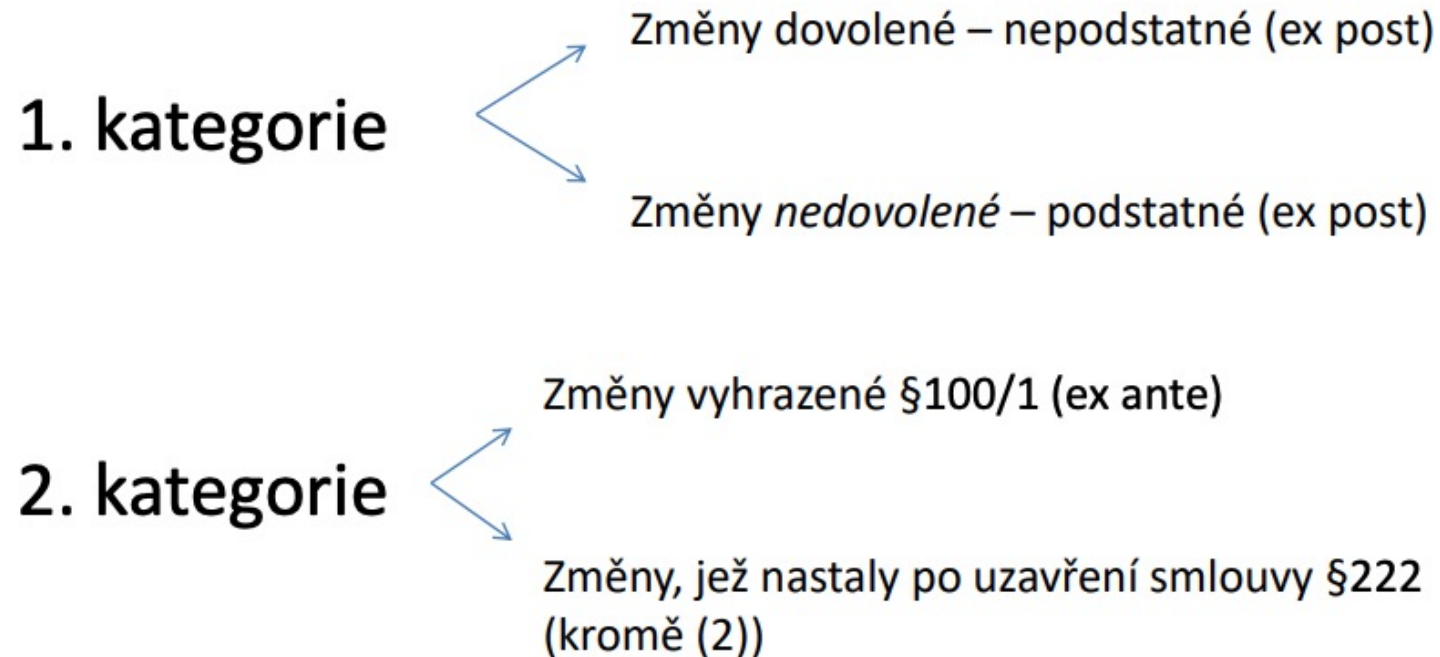 Změny dovolené – nepodstatné (ex post)
1. kategorie
Změny nedovolené – podstatné (ex post)
Změny vyhrazené §100/1 (ex ante)
2. kategorie
Změny, jež nastaly po uzavření smlouvy §222
(kromě (2))